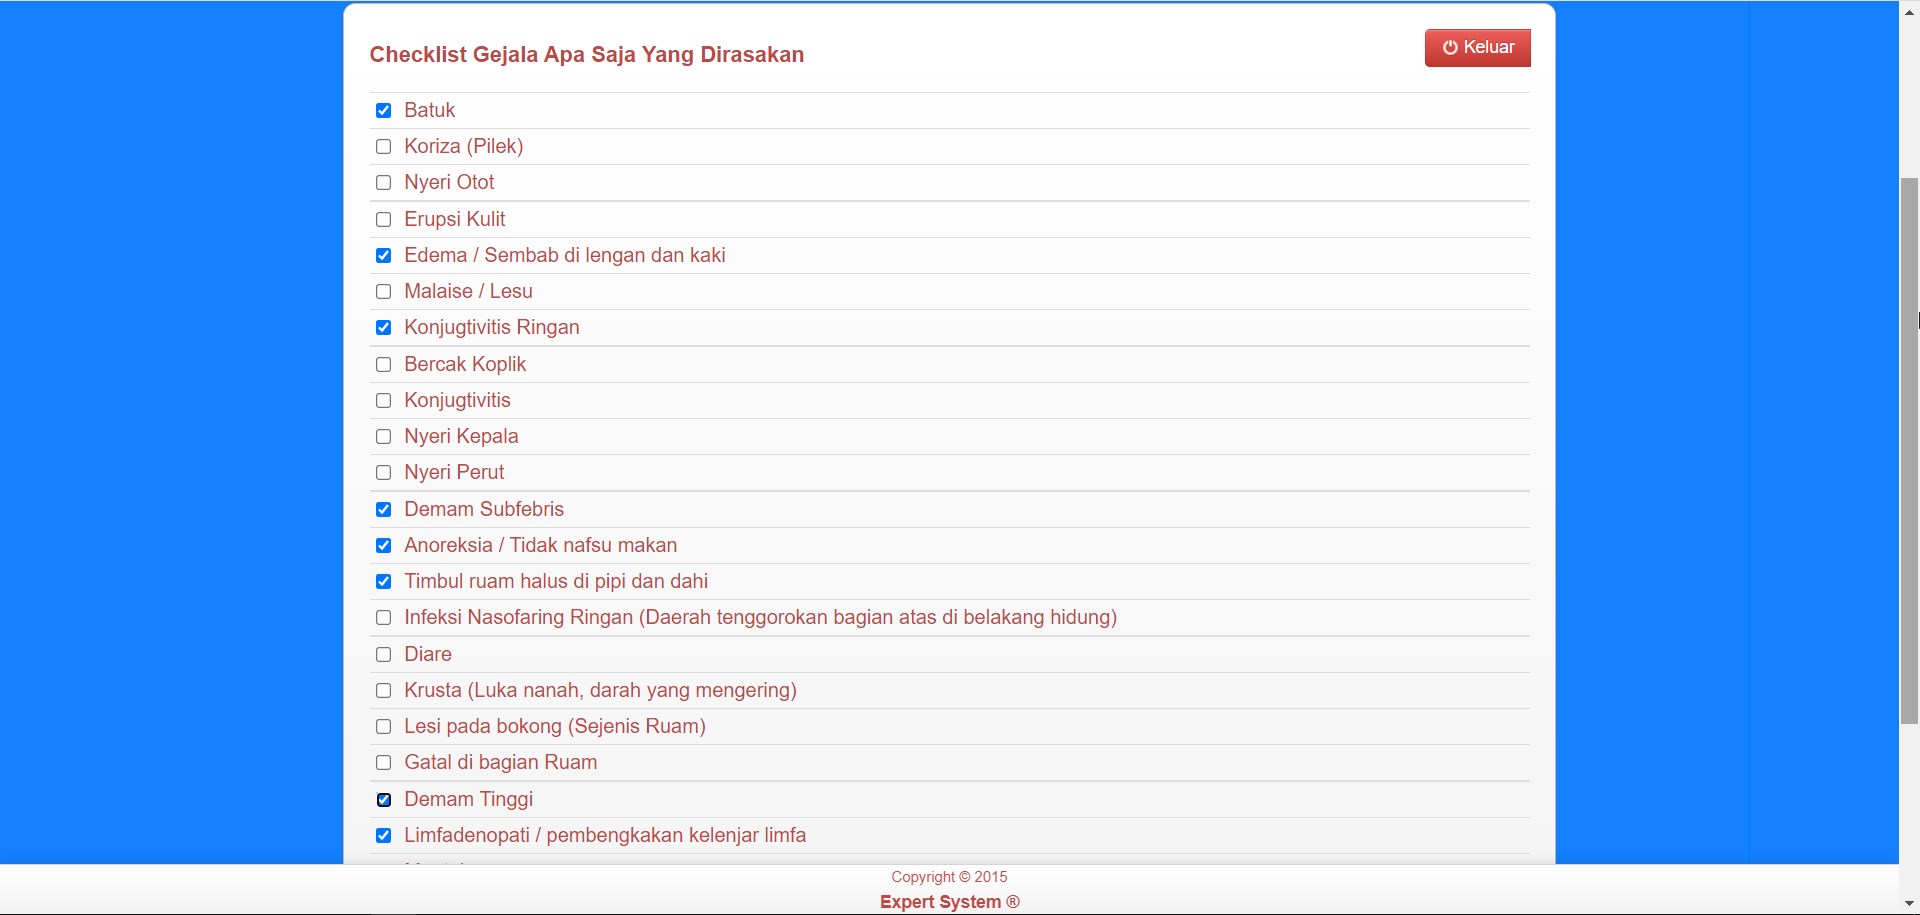 Checklist Gejala Apa Saja Yang Dirasakan
Keluar
Batuk
Koriza (Pilek)
Nyeri Otot
Erupsi Kulit
Edema / Sembab di lengan dan kaki
Malaise / Lesu
Konjugtivitis Ringan
Bercak Koplik
Konjugtivitis
Nyeri Kepala
Nyeri Perut
Demam Subfebris
Anoreksia / Tidak nafsu makan
Timbul ruam halus di pipi dan dahi
Infeksi Nasofaring Ringan (Daerah tenggorokan bagian atas di belakang hidung)
Diare
Krusta (Luka nanah, darah yang mengering)
Lesi pada bokong (Sejenis Ruam)
Gatal di bagian Ruam
Demam Tinggi
Limfadenopati / pembengkakan kelenjar limfa
Copyright © 2015
Expert System ®